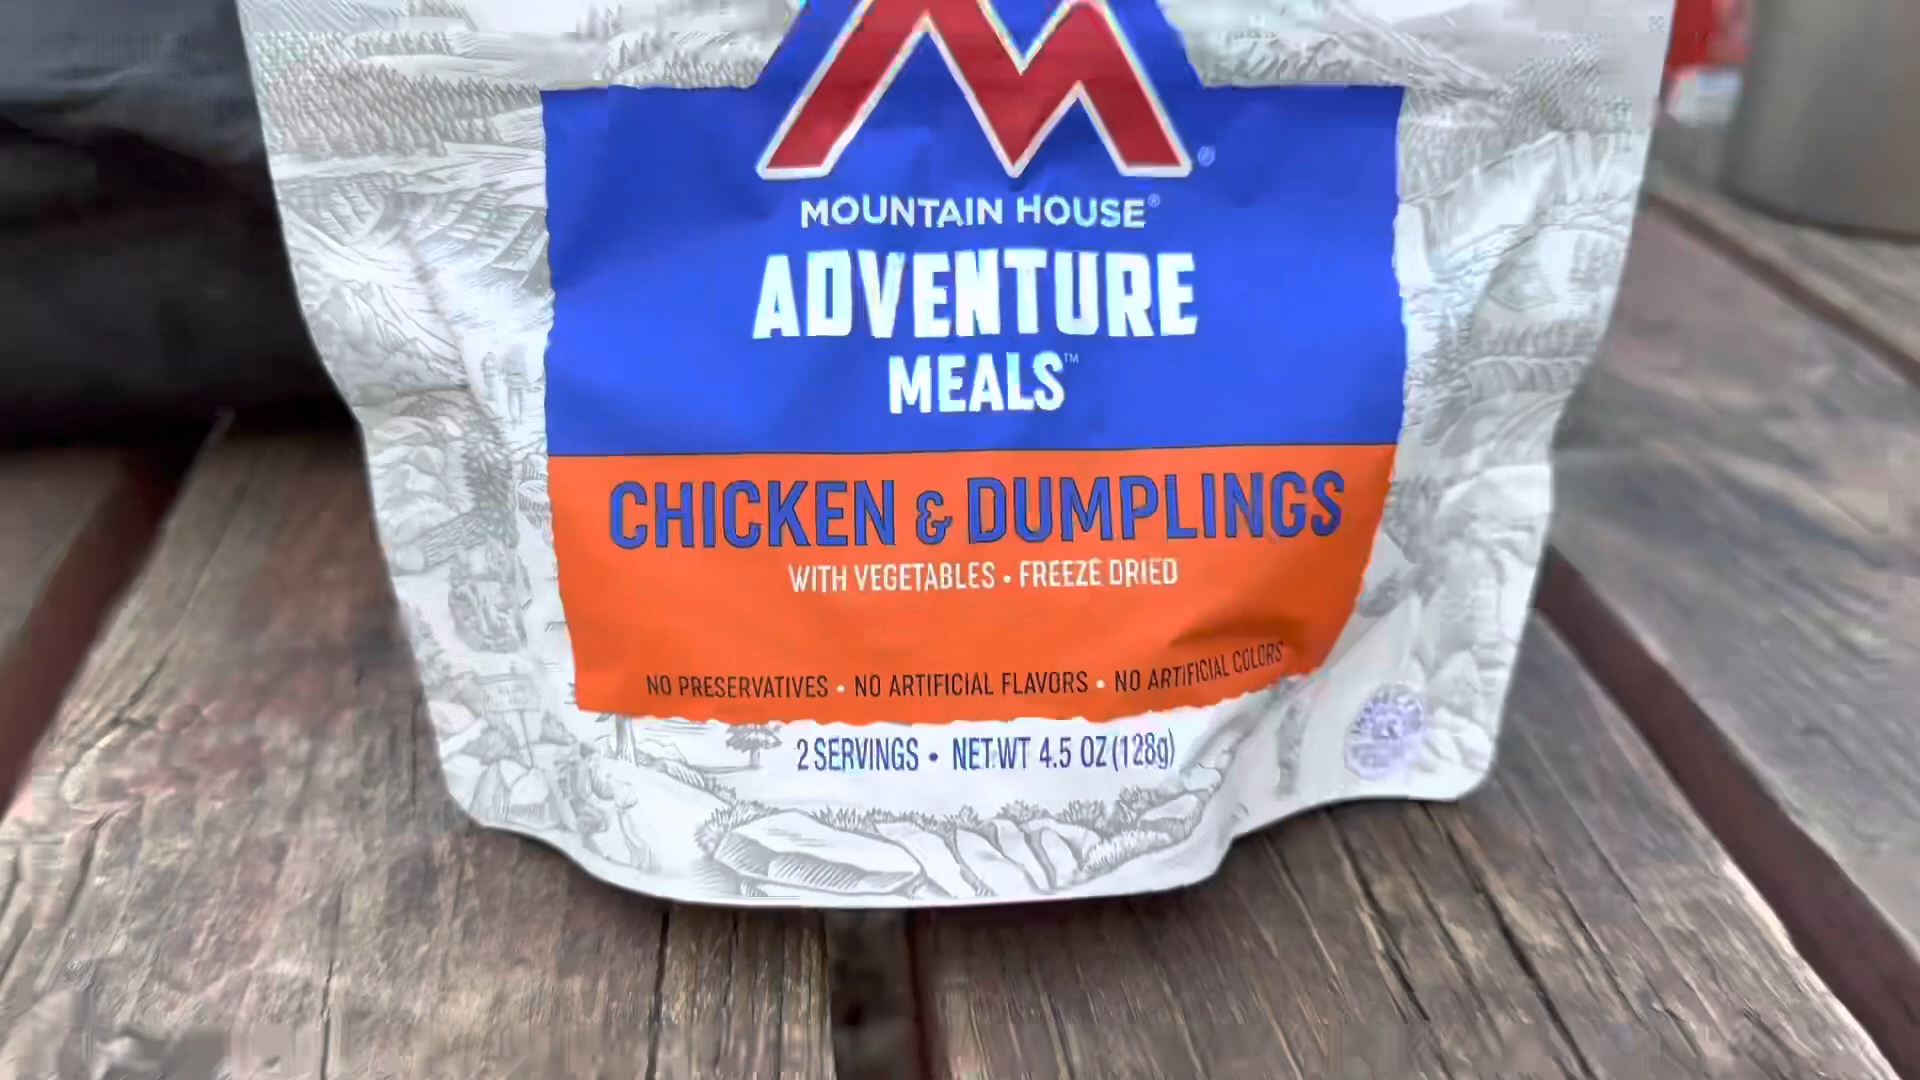 MOUNTAIN HOUSE®
ADVENTURE
MEALS™
CHICKEN & DUMPLINGS
WITH VEGETABLES • FREEZE DRIED
NO PRESERVATIVES • NO ARTIFICIAL FLAVORS • NO ARTIFICIAL COLORS
2 SERVINGS • NET WT 4.5 OZ (128g)